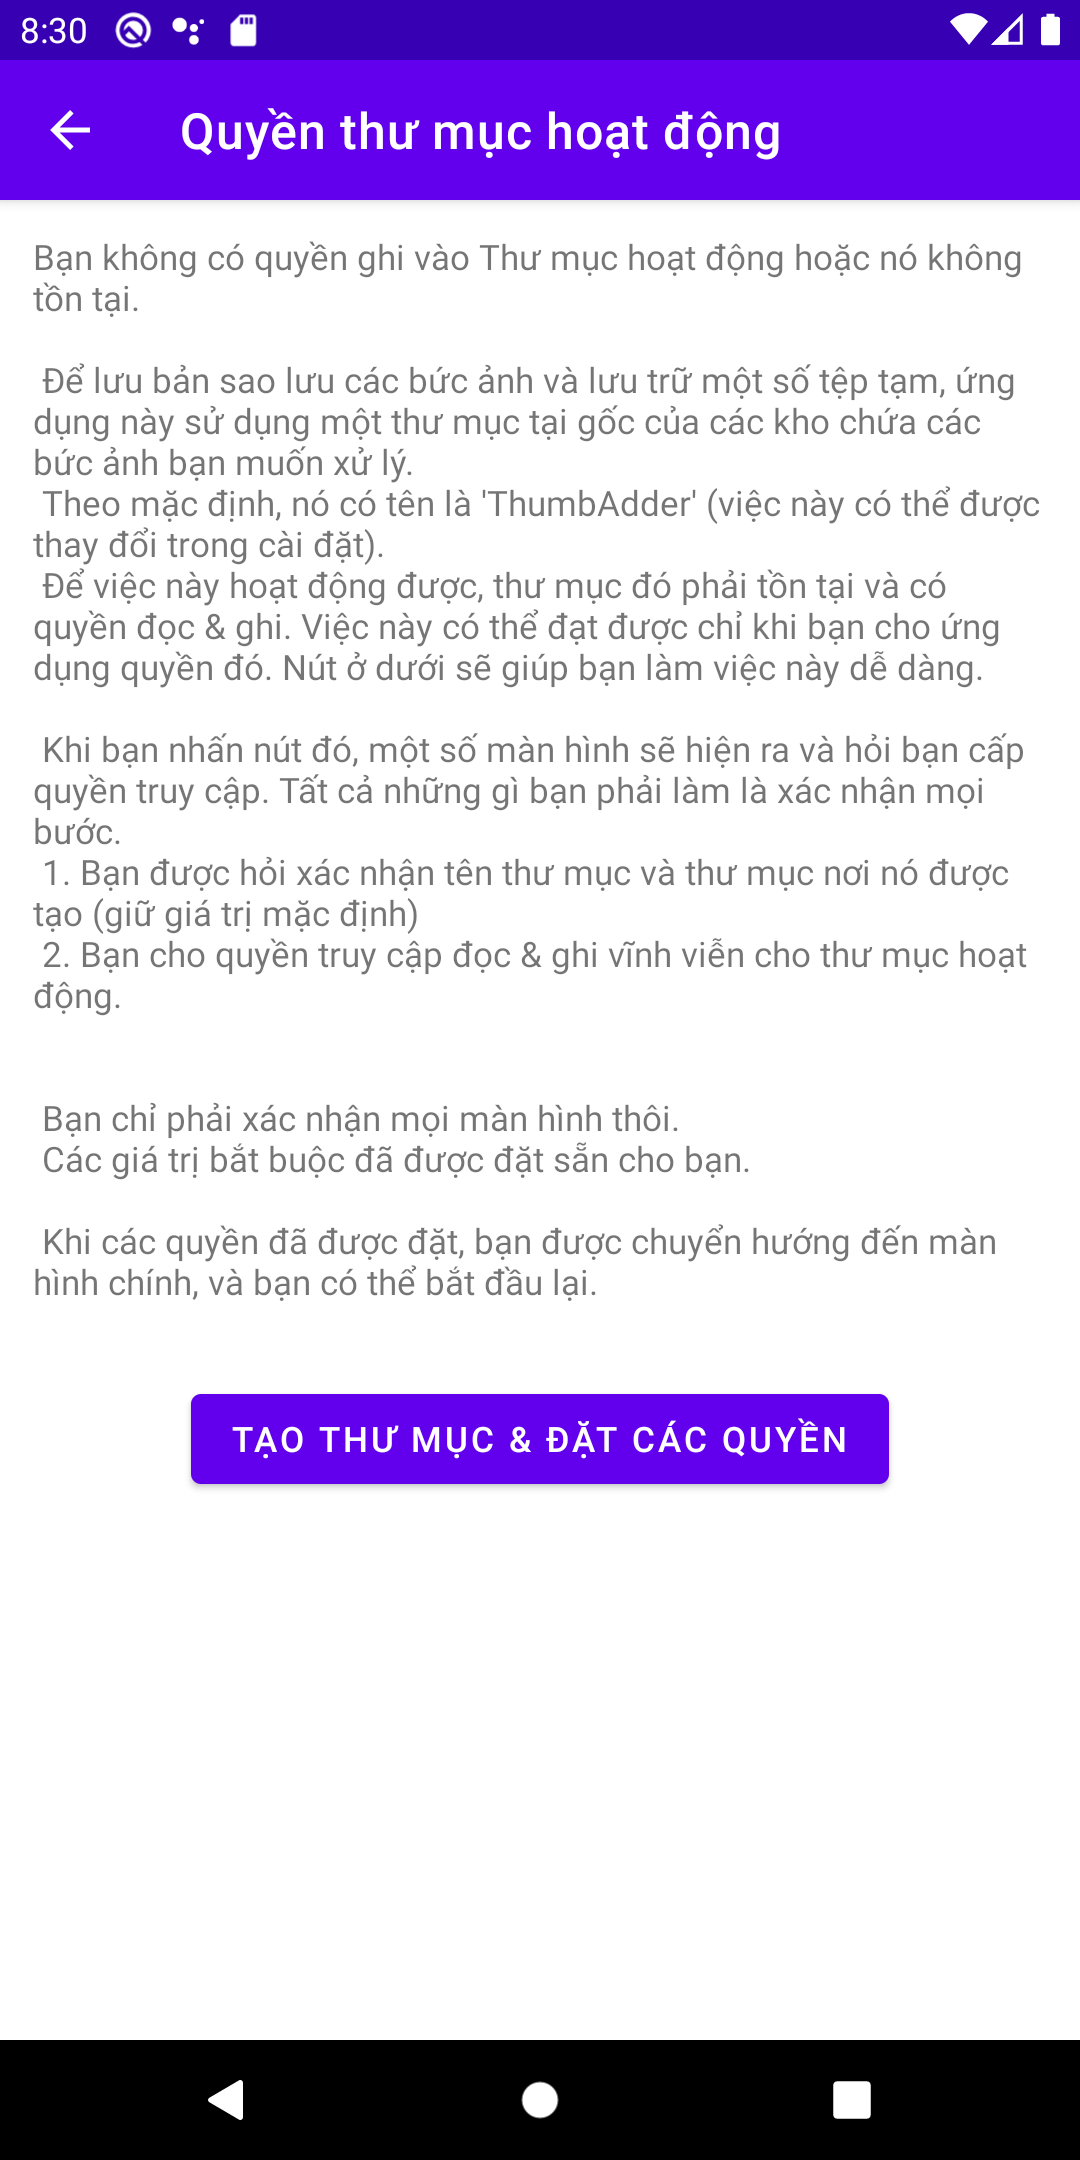 8:30
Quyền thư mục hoạt động
Bạn không có quyền ghi vào Thư mục hoạt động hoặc nó không
tồn tại.
Để lưu bản sao lưu các bức ảnh và lưu trữ một số tệp tạm, ứng
dụng này sử dụng một thư mục tại gốc của các kho chứa các
bức ảnh bạn muốn xử lý.
Theo mặc định, nó có tên là 'ThumbAdder' (việc này có thể được
thay đổi trong cài đặt).
Để việc này hoạt động được, thư mục đó phải tồn tại và có
quyền đọc & ghi. Việc này có thể đạt được chỉ khi bạn cho ứng
dụng quyền đó. Nút ở dưới sẽ giúp bạn làm việc này dễ dàng.
Khi bạn nhấn nút đó, một số màn hình sẽ hiện ra và hỏi bạn cấp
quyền truy cập. Tất cả những gì bạn phải làm là xác nhận mọi
bước.
1. Bạn được hỏi xác nhận tên thư mục và thư mục nơi nó được
tạo (giữ giá trị mặc định)
2. Bạn cho quyền truy cập đọc & ghi vĩnh viễn cho thư mục hoạt
động.
Bạn chỉ phải xác nhận mọi màn hình thôi.
Các giá trị bắt buộc đã được đặt sẵn cho bạn.
Khi các quyền đã được đặt, bạn được chuyển hướng đến màn
hình chính, và bạn có thể bắt đầu lại.
TẠO THƯ MỤC & ĐẶT CÁC QUYỀN